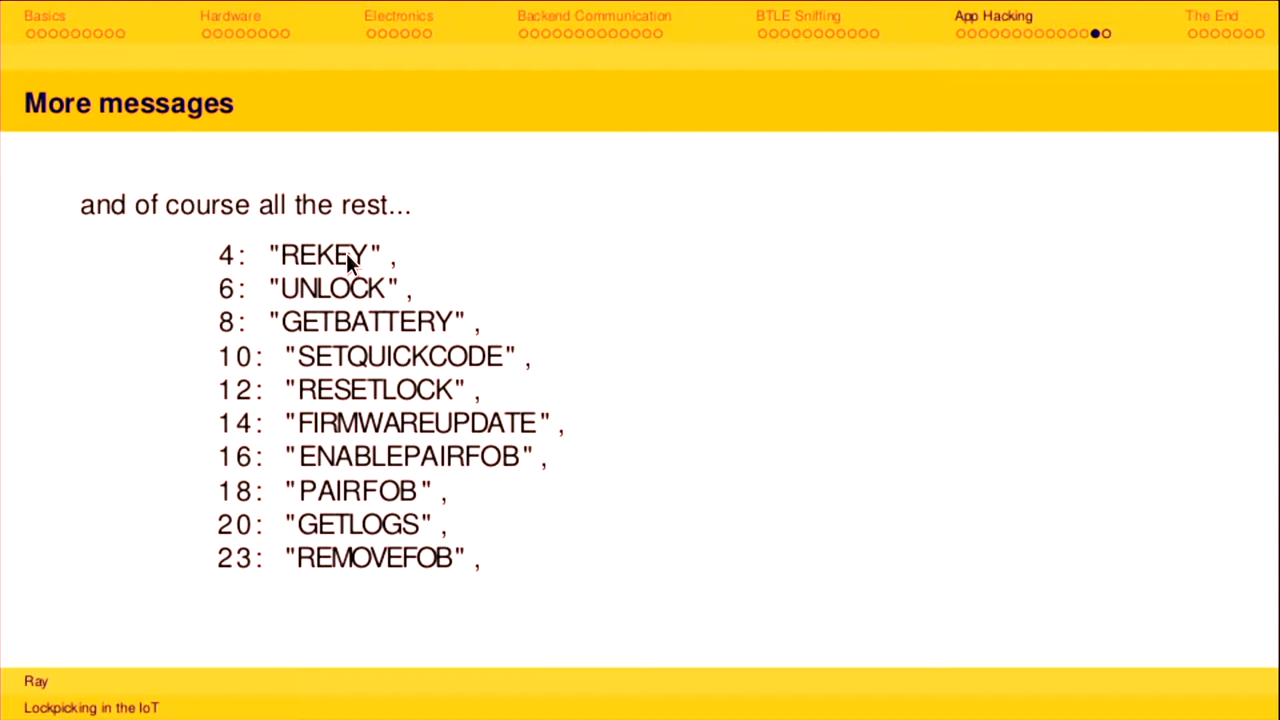 Basics Hardware Electronics Backend Communication BTLE Sniffing App Hacking The End
More messages
and of course all the rest...
4: "REKEY",
6: "UNLOCK",
8: "GETBATTERY",
10: "SETQUICKCODE",
12: "RESETLOCK",
14: "FIRMWAREUPDATE",
16: "ENABLEPAIRFOB",
18: "PAIRFOB",
20: "GETLOGS",
23: "REMOVEFOB",
Ray
Lockpicking in the IoT